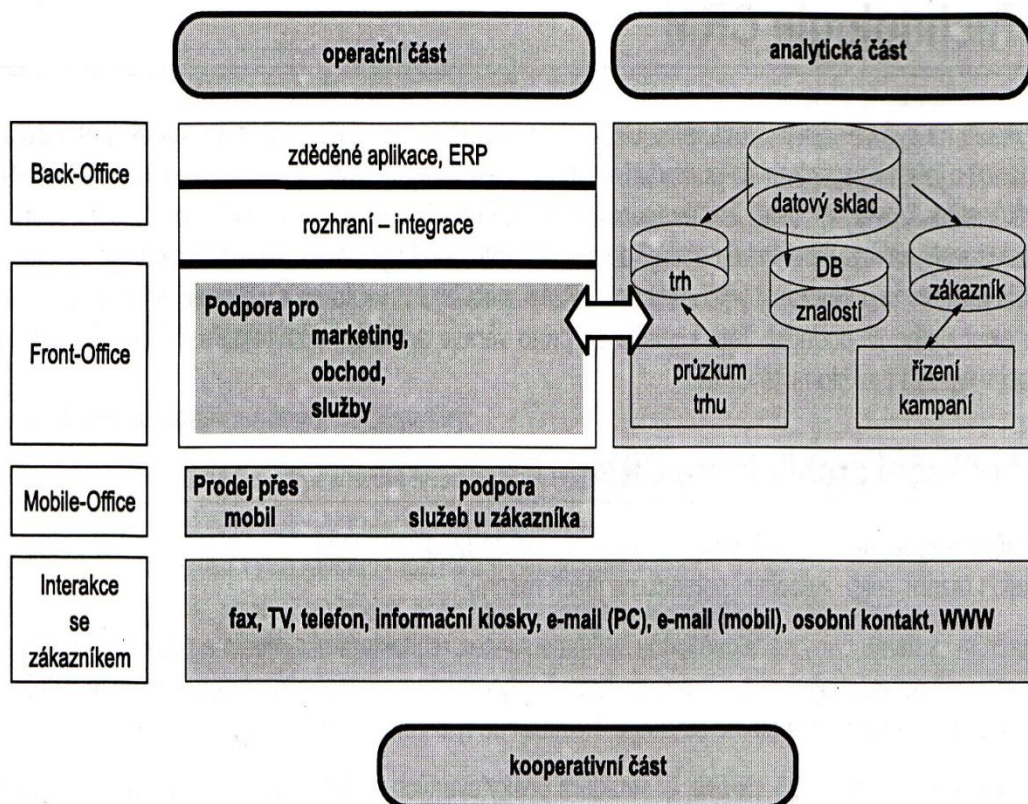 operační část
analytická část
Back-Office
zděděné aplikace, ERP
rozhraní – integrace
datový sklad
trh
DB
znalostí
zákazník
Front-Office
Podpora pro
marketing,
obchod,
služby
průzkum
trhu
řízení
kampaní
Mobile-Office
Prodej přes
mobil
podpora
služeb u zákazníka
Interakce
se
zákazníkem
fax, TV, telefon, informační kiosky, e-mail (PC), e-mail (mobil), osobní kontakt, WWW
kooperativní část